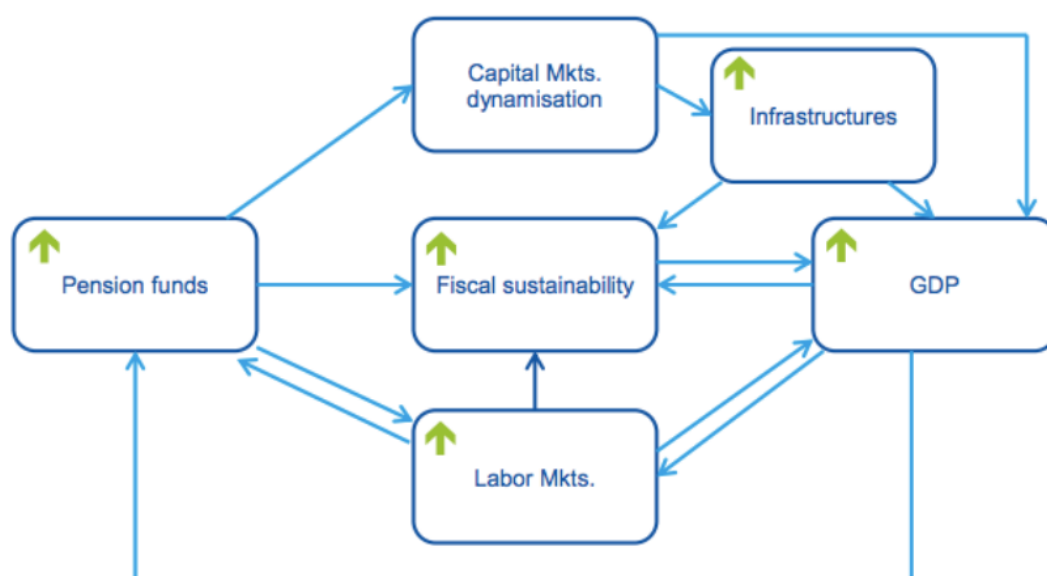 Capital Mkts.
dynamisation
Infrastructures
Pension funds
Fiscal sustainability
GDP
Labor Mkts.